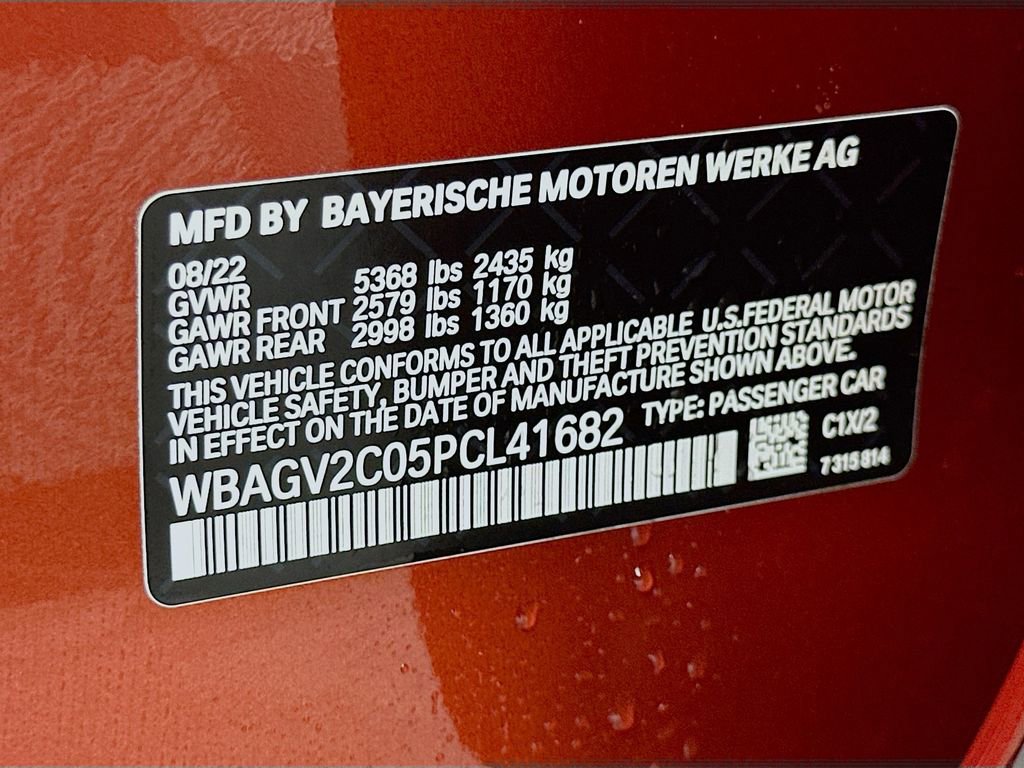 MFD BY BAYERISCHE MOTOREN WERKE AG
08/22
GVWR 5368 lbs 2435 kg
GAWR FRONT 2579 lbs 1170 kg
GAWR REAR 2998 lbs 1360 kg
THIS VEHICLE CONFORMS TO ALL APPLICABLE U.S.FEDERAL MOTOR
VEHICLE SAFETY, BUMPER AND THEFT PREVENTION STANDARDS
IN EFFECT ON THE DATE OF MANUFACTURE SHOWN ABOVE.
WBAGV2C05PCL41682 TYPE: PASSENGER CAR
C1X/2
7315814